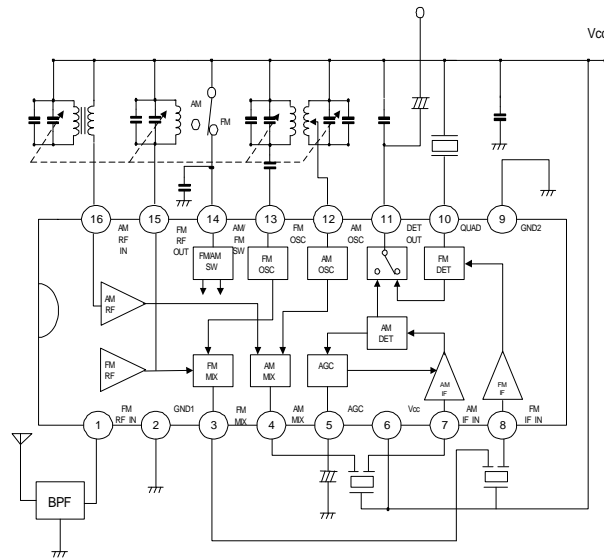 Vcc
AM
FM
16
15
14
13
12
11
10
9
AM
RF
IN
FM
RF
OUT
AM/
FM
SW
FM
OSC
AM
OSC
DET
OUT
QUAD
GND2
FM/AM
SW
FM
OSC
AM
OSC
FM
DET
AM
RF
AM
DET
FM
RF
FM
MIX
AM
MIX
AGC
AM
IF
FM
IF
1
2
3
4
5
6
7
8
FM
RF IN
GND1
FM
MIX
AM
MIX
AGC
Vcc
AM
IF IN
FM
IF IN
BPF